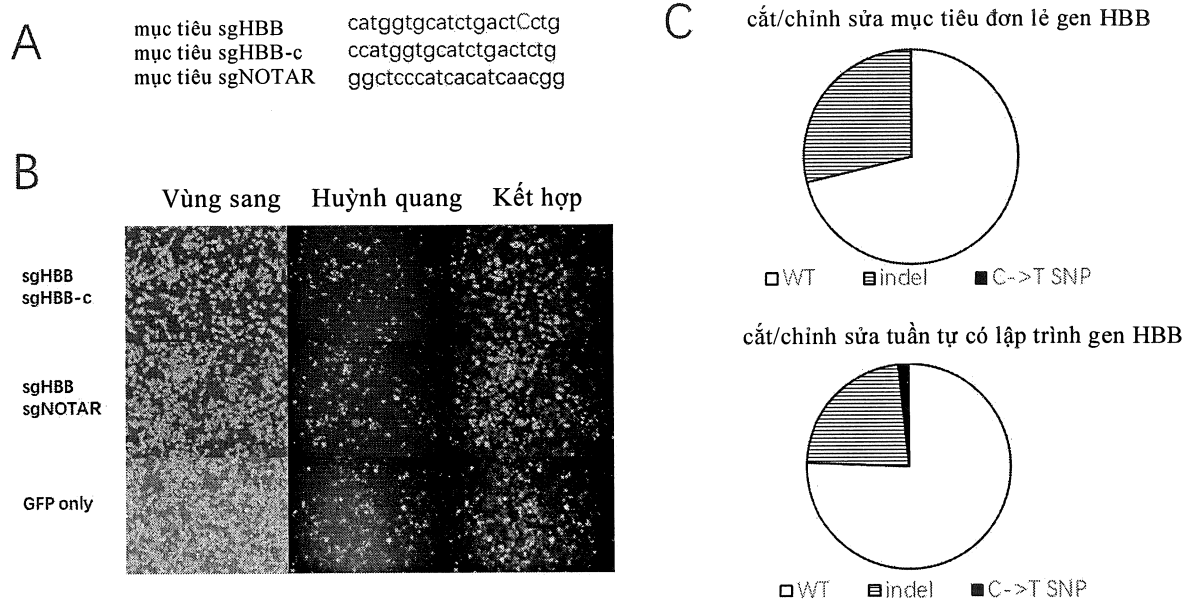 A
mục tiêu sgHBB catggtgcatctgactCctg
mục tiêu sgHBB-c ccatggtgcatctgactctg
mục tiêu sgNOTAR ggctcccatcacatcaacgg
B
Vùng sang Huỳnh quang Kết hợp
sgHBB
sgHBB-c
sgHBB
sgNOTAR
GFP only
C
cắt/chỉnh sửa mục tiêu đơn lẻ gen HBB
WT indel C->T SNP
cắt/chỉnh sửa tuần tự có lập trình gen HBB
WT indel C->T SNP